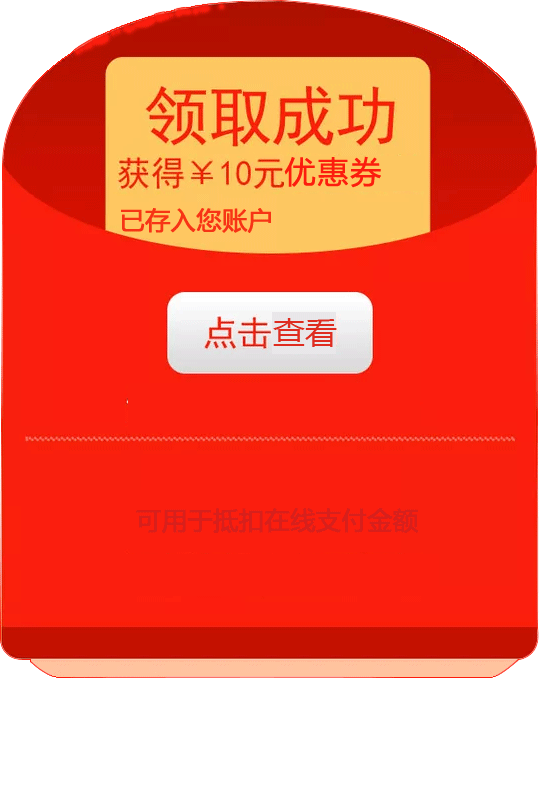 领取成功
获得￥10元优惠券
已存入您账户
点击查看
可用于抵扣在线支付金额